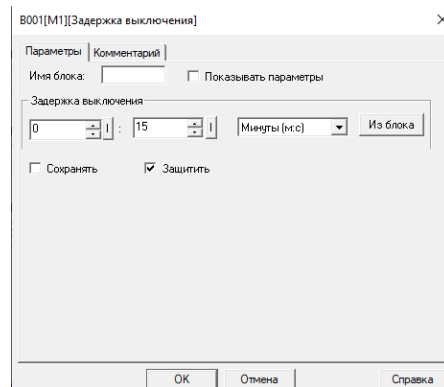 B001[M1][Задержка выключения]
Параметры Комментарий
Имя блока: Показывать параметры
Задержка выключения
0 : 15 Минуты (м:с) Из блока
Сохранять Защитить
OK Отмена Справка